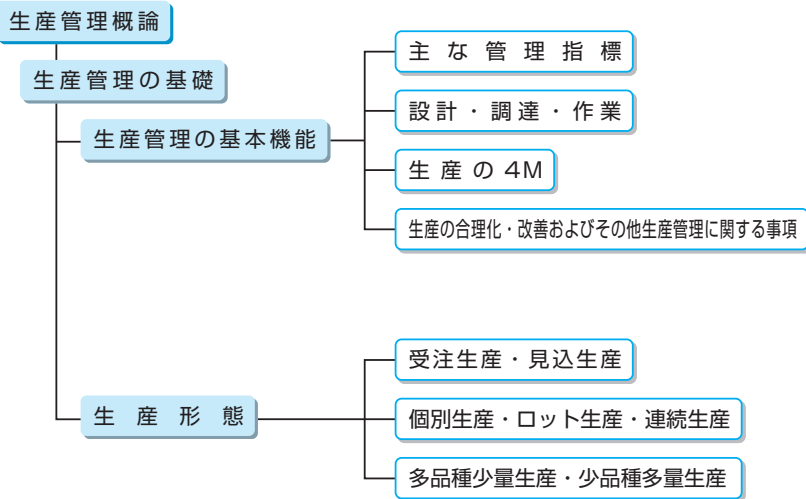 生産管理概論
生産管理の基礎
生産管理の基本機能
主な管理指標
設計・調達・作業
生産の4M
生産の合理化・改善およびその他生産管理に関する事項
生産形態
受注生産・見込生産
個別生産・ロット生産・連続生産
多品種少量生産・少品種多量生産